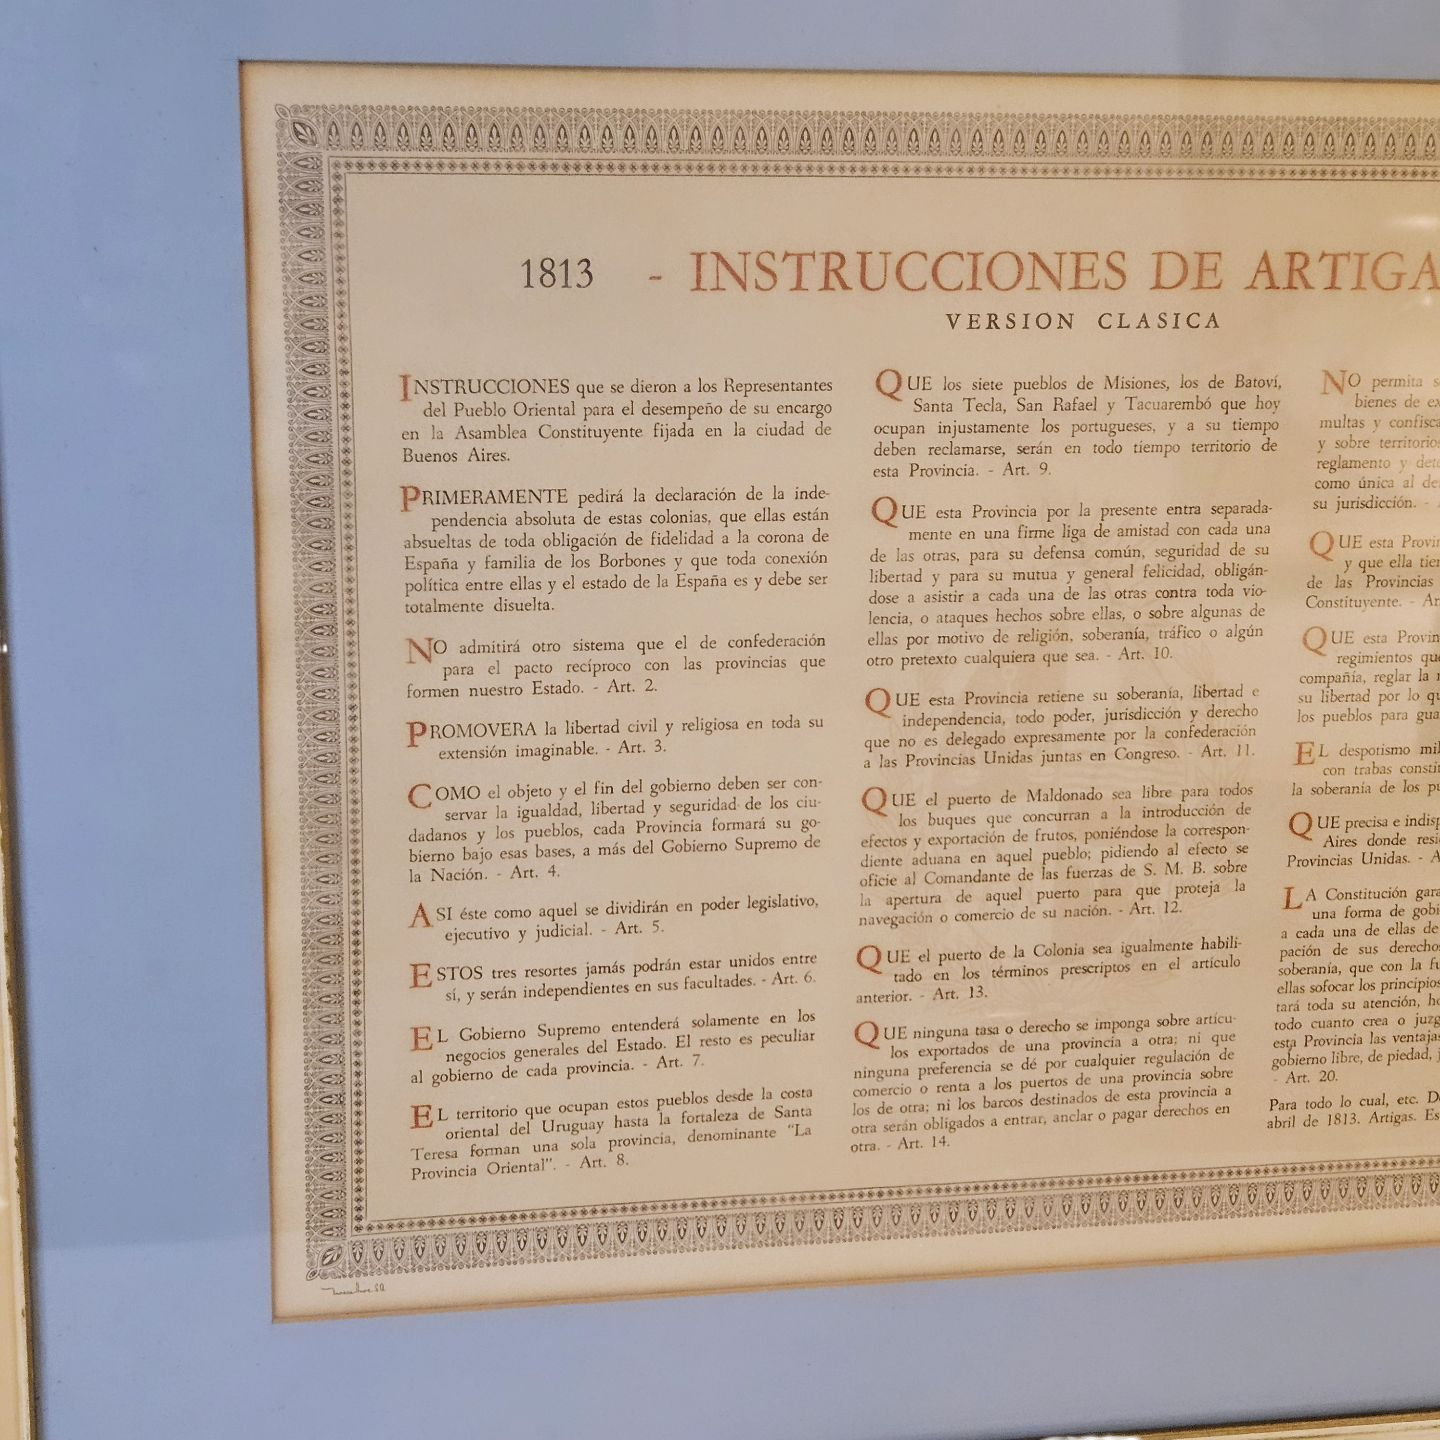 1813 - INSTRUCCIONES DE ARTIGA
VERSION CLASICA
INSTRUCCIONES que se dieron a los Representantes
del Pueblo Oriental para el desempeño de su encargo
en la Asamblea Constituyente fijada en la ciudad de
Buenos Aires.
PRIMERAMENTE pedirá la declaración de la inde-
pendencia absoluta de estas colonias, que ellas están
absueltas de toda obligación de fidelidad a la corona de
España y familia de los Borbones y que toda conexión
política entre ellas y el estado de la España es y debe ser
totalmente disuelta.
NO admitirá otro sistema que el de confederación
para el pacto recíproco con las provincias que
formen nuestro Estado. - Art. 2.
PROMOVERA la libertad civil y religiosa en toda su
extensión imaginable. - Art. 3.
COMO el objeto y el fin del gobierno deben ser con-
servar la igualdad, libertad y seguridad de los ciu-
dadanos y los pueblos, cada Provincia formará su go-
bierno bajo esas bases, a más del Gobierno Supremo de
la Nación. - Art. 4.
ASI éste como aquel se dividirán en poder legislativo,
ejecutivo y judicial. - Art. 5.
ESTOS tres resortes jamás podrán estar unidos entre
sí, y serán independientes en sus facultades. - Art. 6.
EL Gobierno Supremo entenderá solamente en los
negocios generales del Estado. El resto es peculiar
al gobierno de cada provincia. - Art. 7.
EL territorio que ocupan estos pueblos desde la costa
oriental del Uruguay hasta la fortaleza de Santa
Teresa forman una sola provincia, denominante "La
Provincia Oriental". - Art. 8.
QUE los siete pueblos de Misiones, los de Batoví,
Santa Tecla, San Rafael y Tacuarembó que hoy
ocupan injustamente los portugueses, y a su tiempo
deben reclamarse, serán en todo tiempo territorio de
esta Provincia. - Art. 9.
QUE esta Provincia por la presente entra separada-
mente en una firme liga de amistad con cada una
de las otras, para su defensa común, seguridad de su
libertad y para su mutua y general felicidad, obligán-
dose a asistir a cada una de las otras contra toda vio-
lencia, o ataques hechos sobre ellas, o sobre algunas de
ellas por motivo de religión, soberanía, tráfico o algún
otro pretexto cualquiera que sea. - Art. 10.
QUE esta Provincia retiene su soberanía, libertad e
independencia, todo poder, jurisdicción y derecho
que no es delegado expresamente por la confederación
a las Provincias Unidas juntas en Congreso. - Art. 11.
QUE el puerto de Maldonado sea libre para todos
los buques que concurran a la introducción de
efectos y exportación de frutos, poniéndose la correspon-
diente aduana en aquel pueblo; pidiendo al efecto se
oficie al Comandante de las fuerzas de S. M. B. sobre
la apertura de aquel puerto para que proteja la
navegación o comercio de su nación. - Art. 12.
QUE el puerto de la Colonia sea igualmente habili-
tado en los términos prescriptos en el artículo
anterior. - Art. 13.
QUE ninguna tasa o derecho se imponga sobre artícu-
los exportados de una provincia a otra; ni que
ninguna preferencia se dé por cualquier regulación de
comercio o renta a los puertos de una provincia sobre
los de otra; ni los barcos destinados de esta provincia a
otra serán obligados a entrar, anclar o pagar derechos en
otra. - Art. 14.
NO permita
bienes de
multas y
y sobre
reglamento y
como única al
su jurisdicción. -
QUE esta
y que ella
de las Provincias
Constituyente. -
QUE esta
regimientos
compañía, reglar la
su libertad por lo
los pueblos para
EL despotismo
con trabas
la soberanía de los
QUE precisa e
Aires donde
Provincias Unidas. -
LA Constitución
una forma de
a cada una de ellas de
pación de sus
soberanía, que con la
ellas sofocar los
tará toda su atención,
todo cuanto crea o
esta Provincia las
gobierno libre, de piedad,
- Art. 20.
Para todo lo cual, etc.
abril de 1813. Artigas.